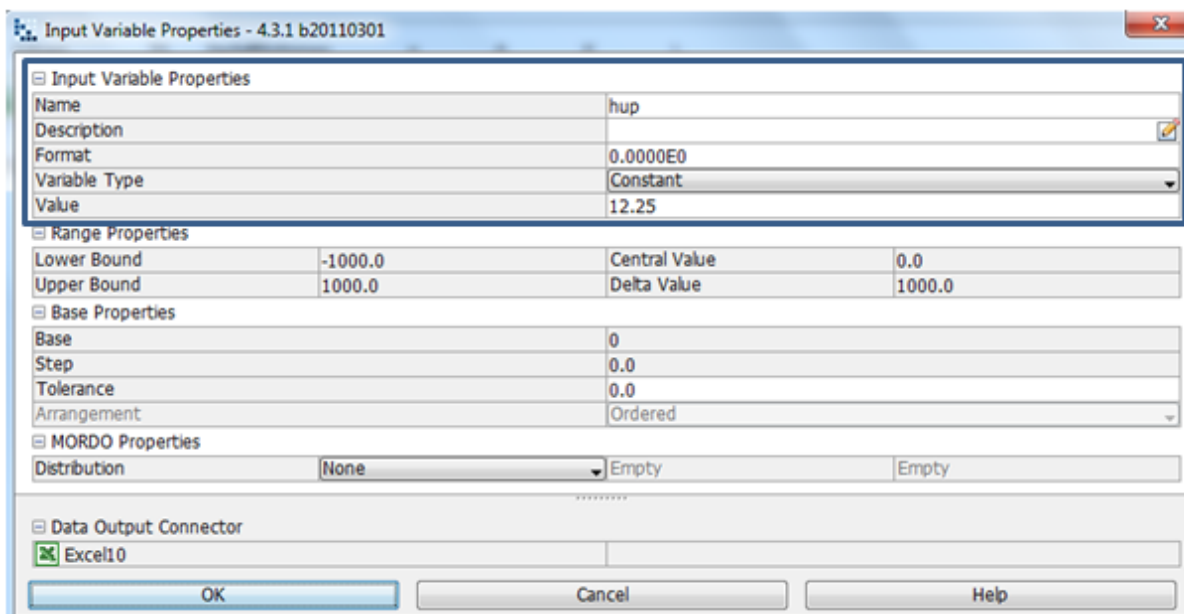 Input Variable Properties - 4.3.1 b20110301
Input Variable Properties
Name hup
Description
Format 0.0000E0
Variable Type Constant
Value 12.25
Range Properties
Lower Bound -1000.0 Central Value 0.0
Upper Bound 1000.0 Delta Value 1000.0
Base Properties
Base 0
Step 0.0
Tolerance 0.0
Arrangement Ordered
MORDO Properties
Distribution None Empty Empty
Data Output Connector
Excel10
OK Cancel Help